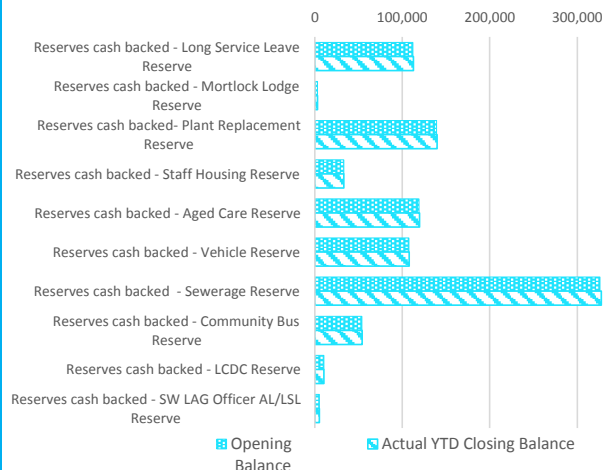 0 100,000 200,000 300,000
Reserves cash backed - Long Service Leave
Reserve
Reserves cash backed - Mortlock Lodge
Reserve
Reserves cash backed- Plant Replacement
Reserve
Reserves cash backed - Staff Housing Reserve
Reserves cash backed - Aged Care Reserve
Reserves cash backed - Vehicle Reserve
Reserves cash backed  - Sewerage Reserve
Reserves cash backed - Community Bus
Reserve
Reserves cash backed - LCDC Reserve
Reserves cash backed - SW LAG Officer AL/LSL
Reserve
Opening
Balance
Actual YTD Closing Balance